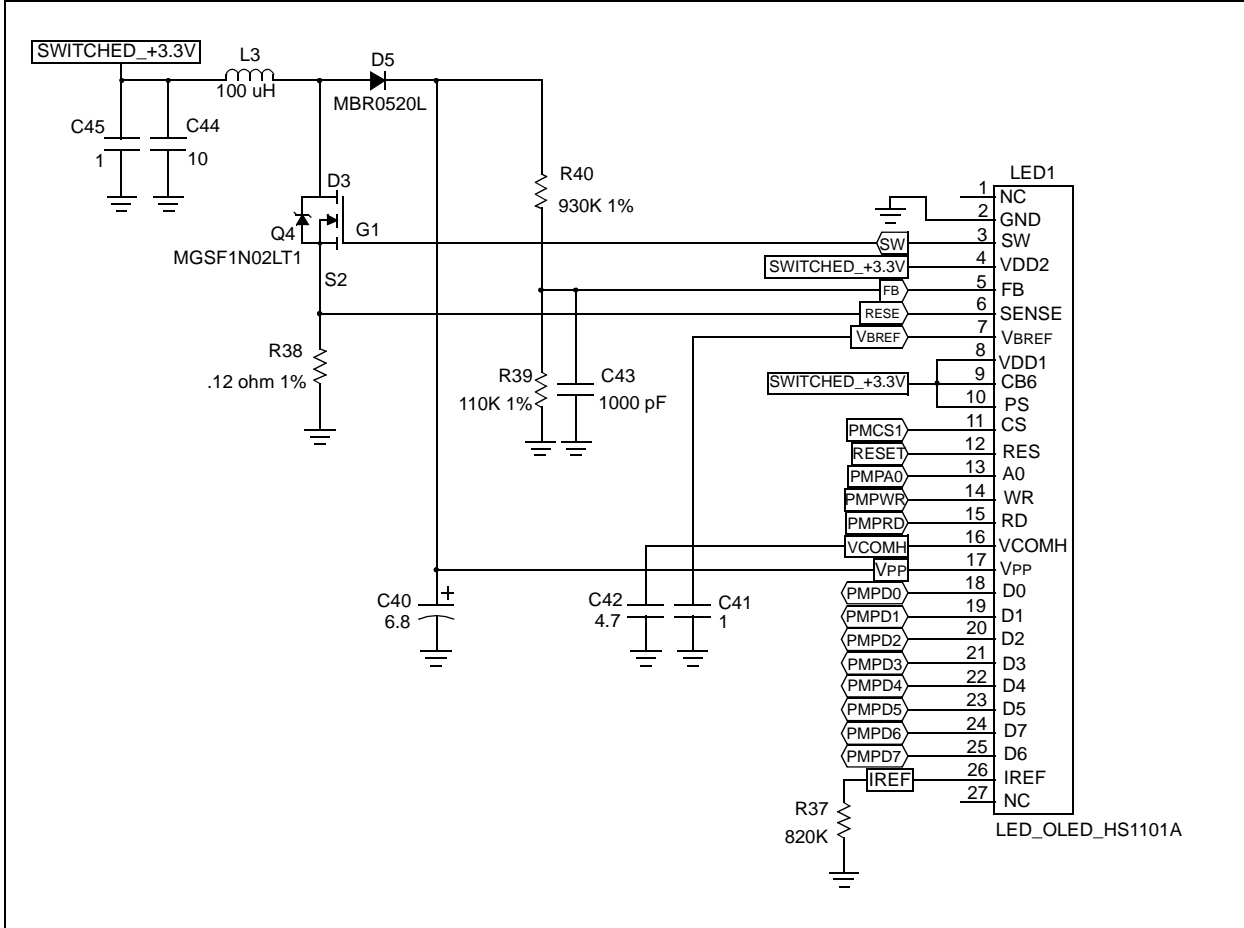 SWITCHED_+3.3V
L3
100 uH
D5
MBR0520L
C45
1
C44
10
D3
Q4
G1
MGSF1N02LT1
S2
R38
.12 ohm 1%
R40
930K 1%
R39
110K 1%
C43
1000 pF
C40
+
6.8
C42
4.7
C41
1
LED1
1 NC
2 GND
SW 3 SW
SWITCHED_+3.3V 4 VDD2
FB 5 FB
RESE 6 SENSE
VBREF 7 VBREF
8 VDD1
SWITCHED_+3.3V 9 CB6
10 PS
PMCS1 11 CS
RESET 12 RES
PMPA0 13 A0
PMPWR 14 WR
PMPRD 15 RD
VCOMH 16 VCOMH
VPP 17 VPP
PMPD0 18 D0
PMPD1 19 D1
PMPD2 20 D2
PMPD3 21 D3
PMPD4 22 D4
PMPD5 23 D5
PMPD6 24 D7
PMPD7 25 D6
IREF 26 IREF
27 NC
R37
820K
LED_OLED_HS1101A